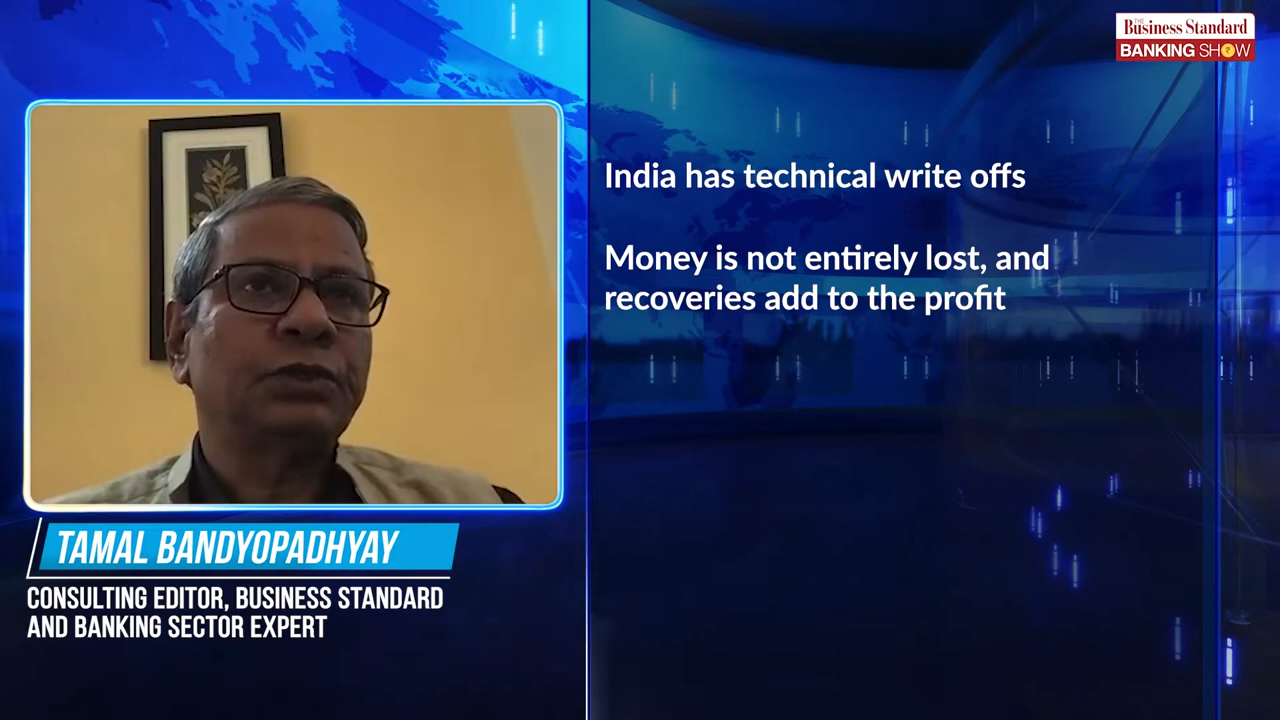 THE
Business Standard
BANKING SHOW
India has technical write offs
Money is not entirely lost, and
recoveries add to the profit
TAMAL BANDYOPADHYAY
CONSULTING EDITOR, BUSINESS STANDARD
AND BANKING SECTOR EXPERT